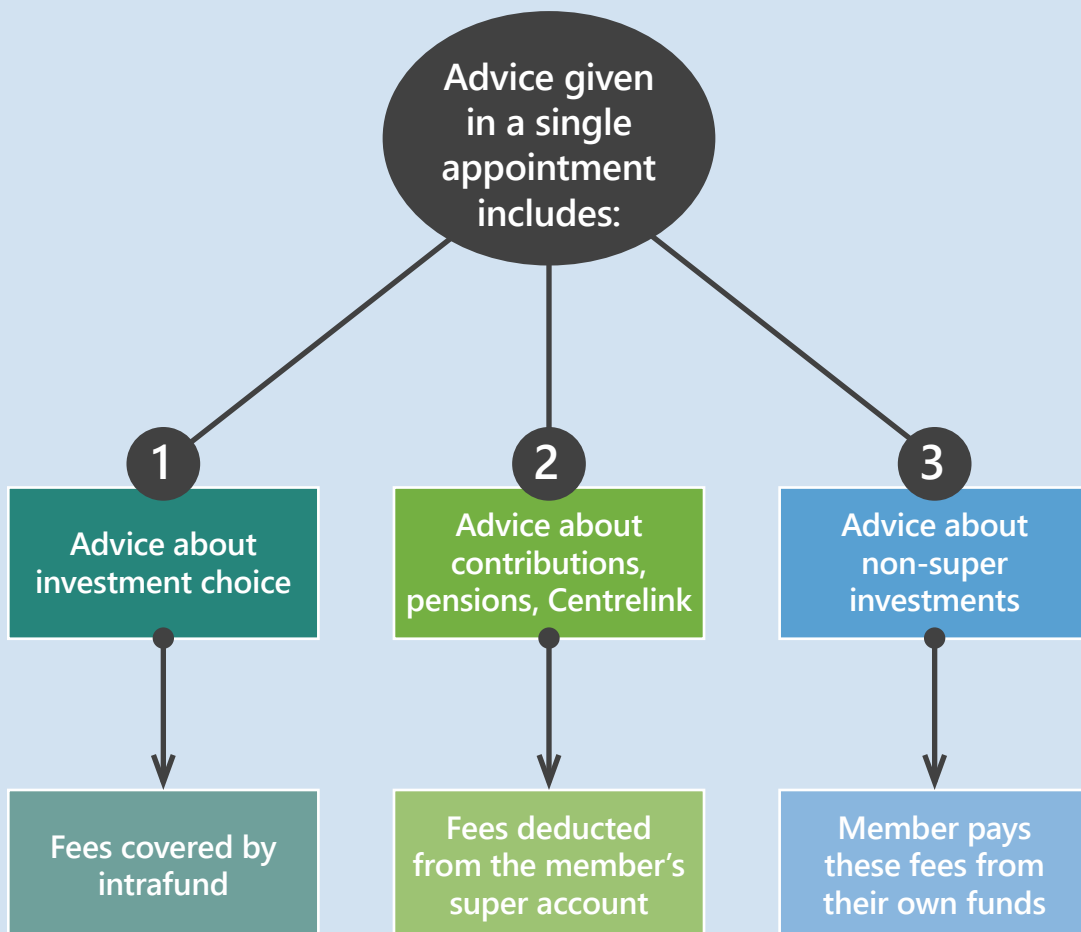 Advice given
in a single
appointment
includes:
1
Advice about
investment choice
Fees covered by
intrafund
2
Advice about
contributions,
pensions, Centrelink
Fees deducted
from the member’s
super account
3
Advice about
non-super
investments
Member pays
these fees from
their own funds